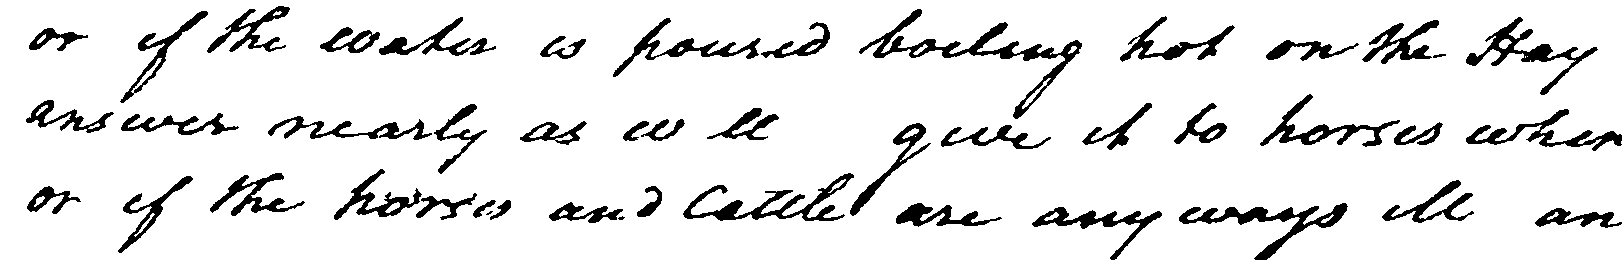 or if the water is poured boiling hot on the Hay
answer nearly as well give it to horses when
or if the horses and Cattle are any ways ill an